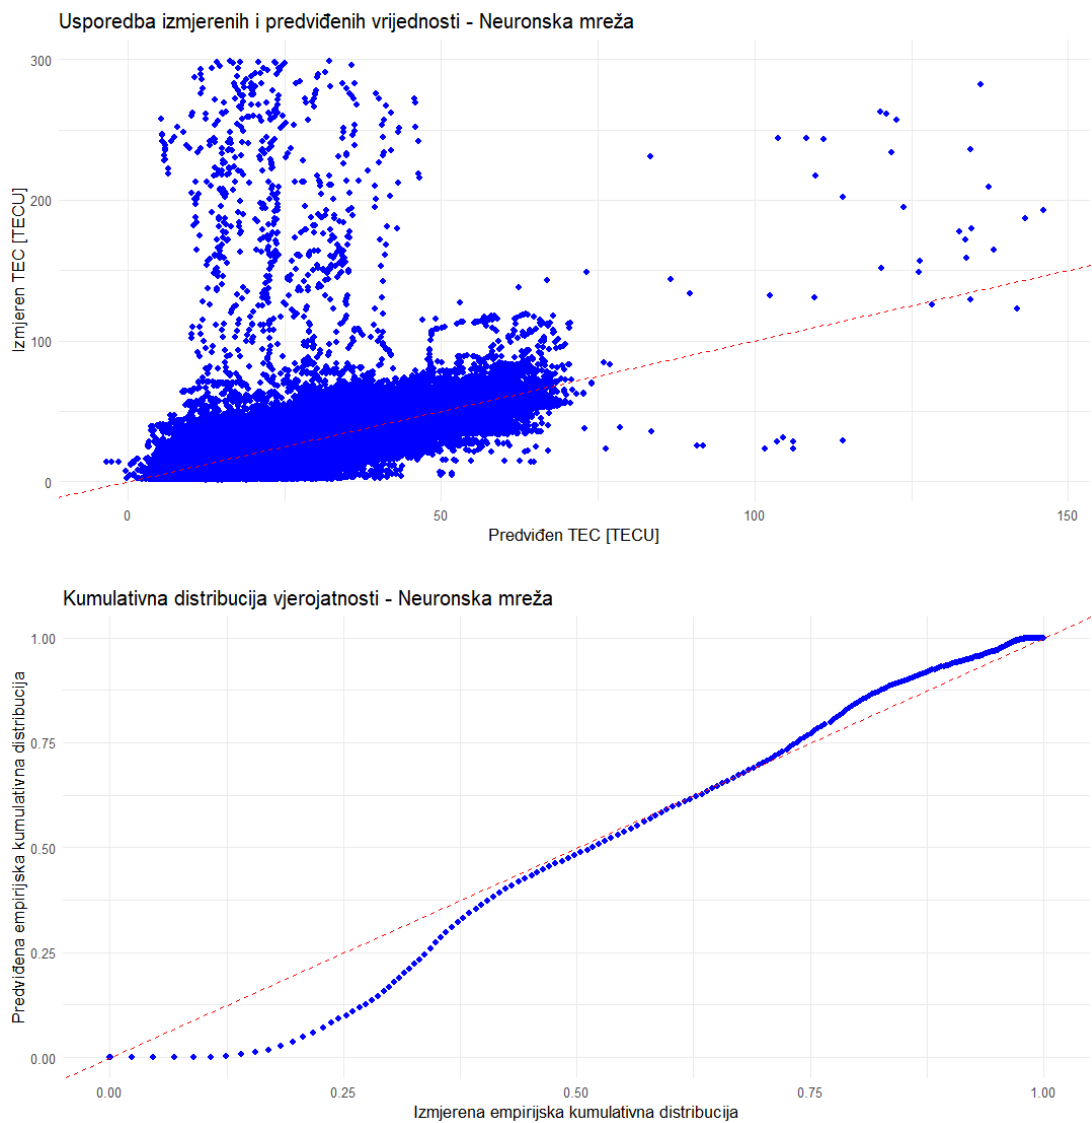 Usporedba izmjerenih i predviđenih vrijednosti - Neuronska mreža
300
200
100
0
Izmjeren TEC [TECU]
0 50 100 150
Predviđen TEC [TECU]
Kumulativna distribucija vjerojatnosti - Neuronska mreža
1.00
0.75
0.50
0.25
0.00
Predviđena empirijska kumulativna distribucija
0.00 0.25 0.50 0.75 1.00
Izmjerena empirijska kumulativna distribucija